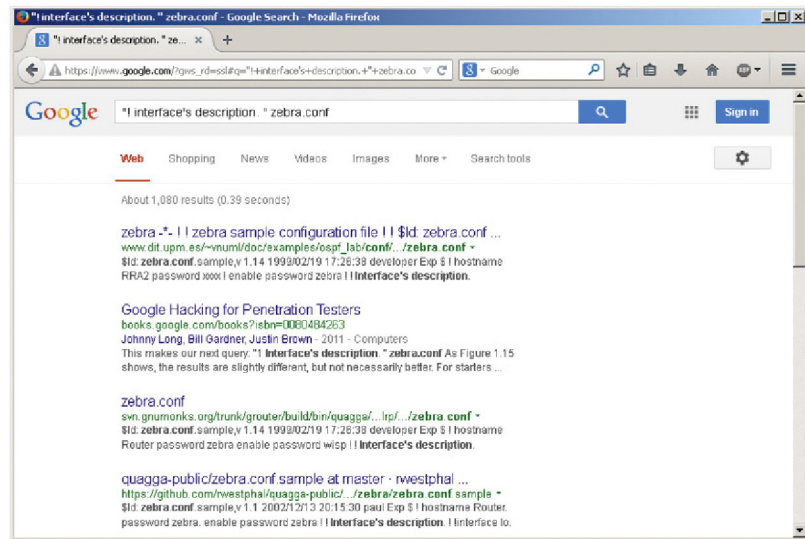 "! interface's description. " zebra.conf - Google Search - Mozilla Firefox
"! interface's description. " ze...
https://www.google.com/?gws_rd=ssl#q="!+interface's+description.+"+zebra.co
Google
Google
"! interface's description. " zebra.conf
Sign in
Web Shopping News Videos Images More Search tools
About 1,080 results (0.39 seconds)
zebra -*- ! ! zebra sample configuration file ! ! $Id: zebra.conf ...
www.dit.upm.es/~vnuml/doc/examples/ospf_lab/conf/.../zebra.conf
$Id: zebra.conf.sample,v 1.14 1999/02/19 17:26:38 developer Exp $ ! hostname
RRA2 password xxxx ! enable password zebra ! ! Interface's description.
Google Hacking for Penetration Testers
books.google.com/books?isbn=0080484263
Johnny Long, Bill Gardner, Justin Brown - 2011 - Computers
This makes our next query: "! Interface's description. " zebra.conf As Figure 1.15
shows, the results are slightly different, but not necessarily better. For starters ...
zebra.conf
svn.gnumonks.org/trunk/grouter/build/bin/quagga/...lrp/.../zebra.conf
$Id: zebra.conf.sample,v 1.14 1999/02/19 17:26:38 developer Exp $ ! hostname
Router password zebra enable password wisp ! ! Interface's description.
quagga-public/zebra.conf.sample at master · rwestphal ...
https://github.com/rwestphal/quagga-public/.../zebra/zebra.conf.sample
$Id: zebra.conf.sample,v 1.1 2002/12/13 20:15:30 paul Exp $ ! hostname Router.
password zebra. enable password zebra ! ! Interface's description. ! !interface lo.